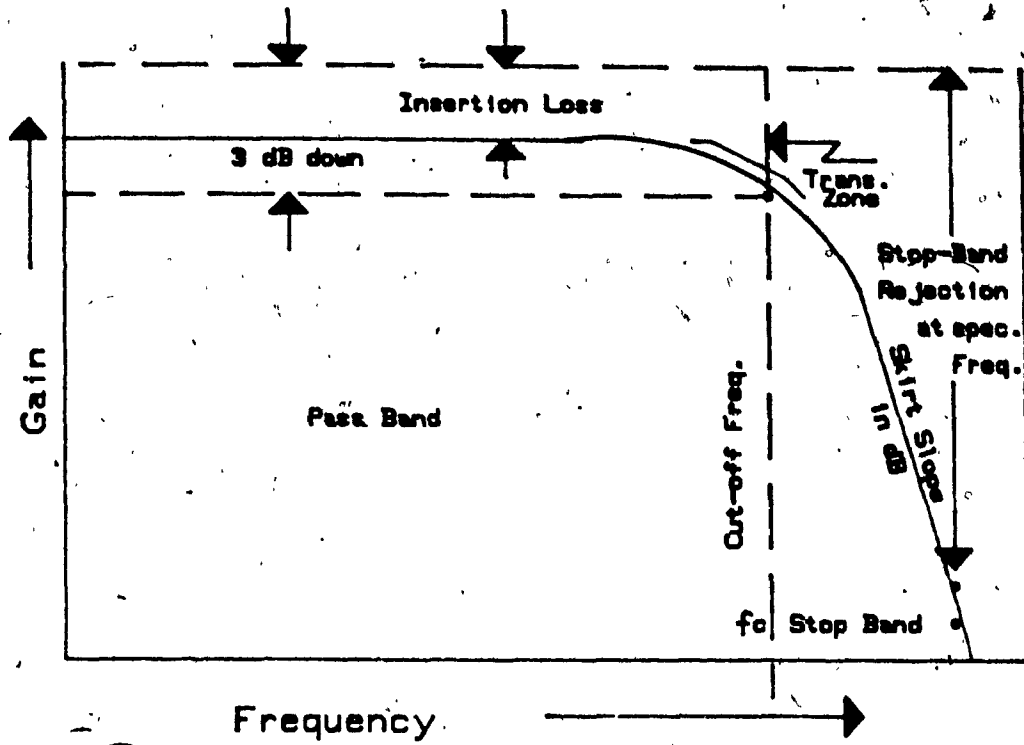 Insertion Loss
3 dB down
Trans.
Zone
Stop-Band
Rejection
at spec.
Freq.
Gain
Skirt Slope
in dB
Pass Band
Cut-off Freq.
fc
Stop Band
Frequency